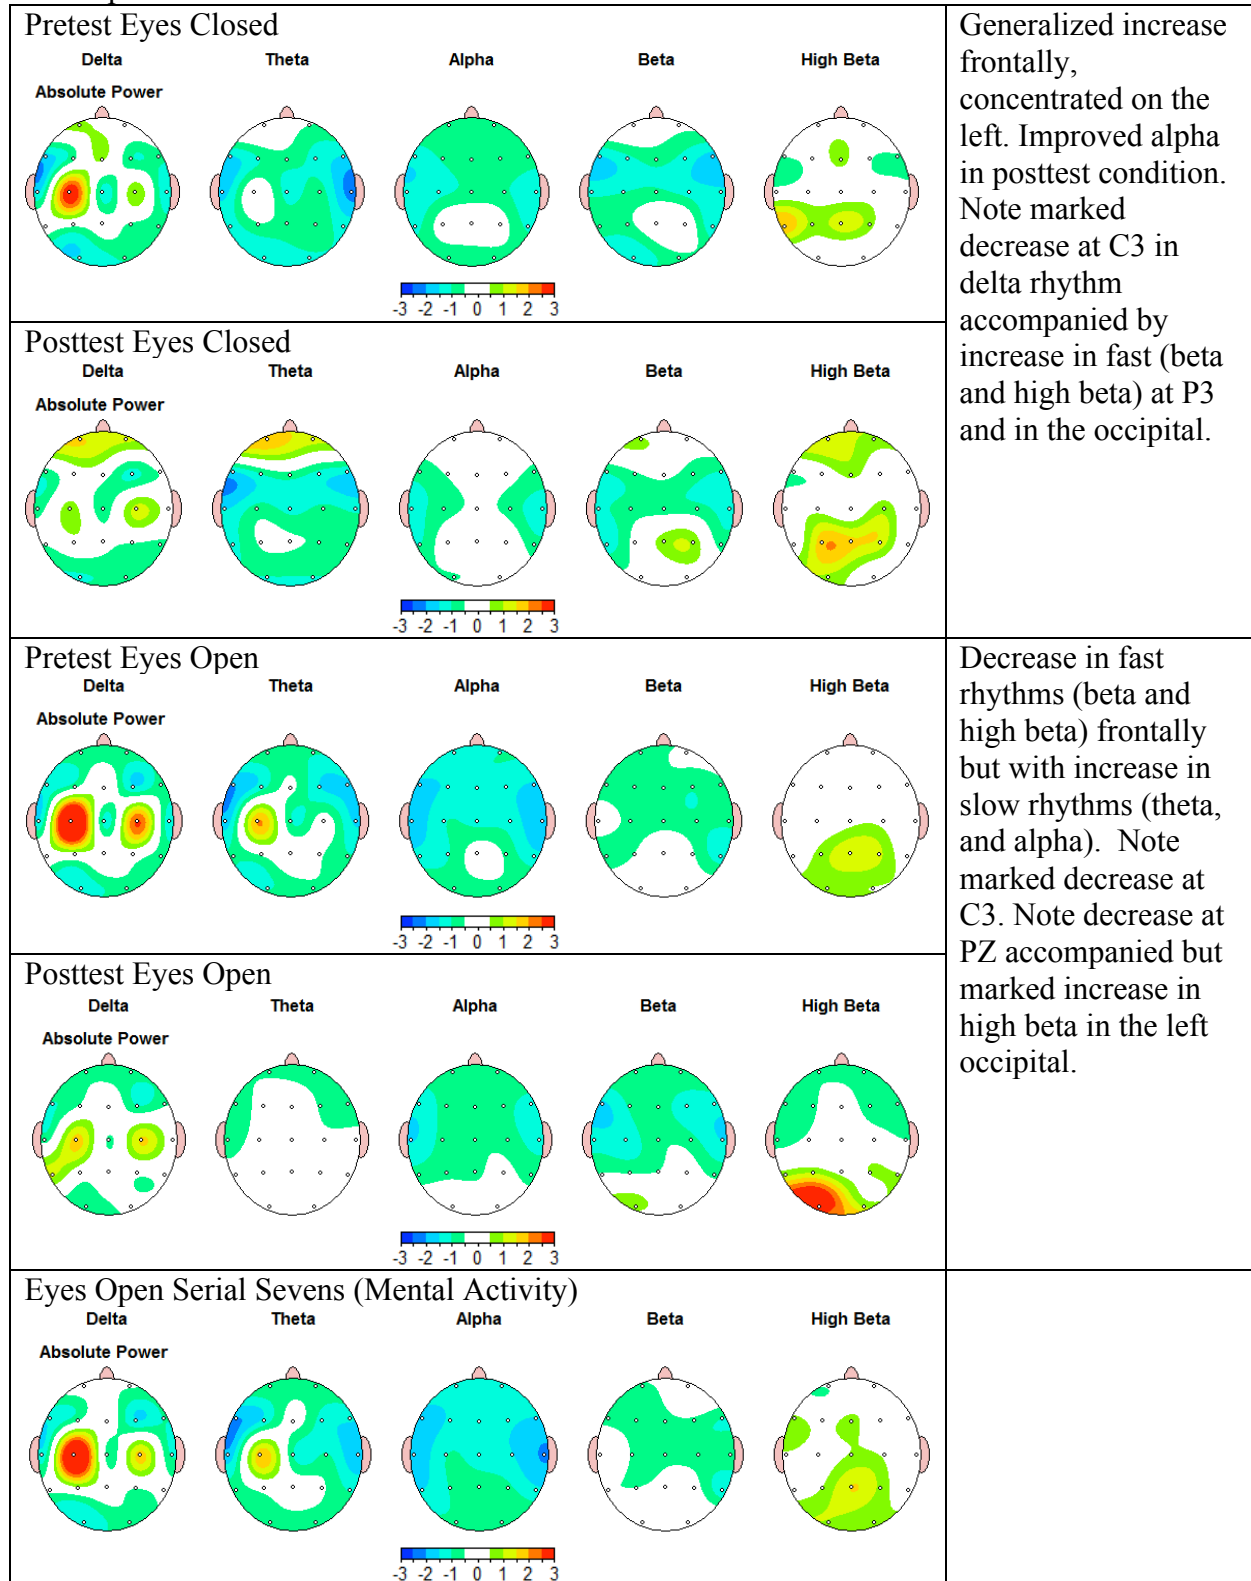 Pretest Eyes Closed
Delta Theta Alpha Beta High Beta
Absolute Power
-3 -2 -1 0 1 2 3
Generalized increase
frontally,
concentrated on the
left. Improved alpha
in posttest condition.
Note marked
decrease at C3 in
delta rhythm
accompanied by
increase in fast (beta
and high beta) at P3
and in the occipital.
Posttest Eyes Closed
Delta Theta Alpha Beta High Beta
Absolute Power
-3 -2 -1 0 1 2 3
Pretest Eyes Open
Delta Theta Alpha Beta High Beta
Absolute Power
-3 -2 -1 0 1 2 3
Decrease in fast
rhythms (beta and
high beta) frontally
but with increase in
slow rhythms (theta,
and alpha). Note
marked decrease at
C3. Note decrease at
PZ accompanied but
marked increase in
high beta in the left
occipital.
Posttest Eyes Open
Delta Theta Alpha Beta High Beta
Absolute Power
-3 -2 -1 0 1 2 3
Eyes Open Serial Sevens (Mental Activity)
Delta Theta Alpha Beta High Beta
Absolute Power
-3 -2 -1 0 1 2 3